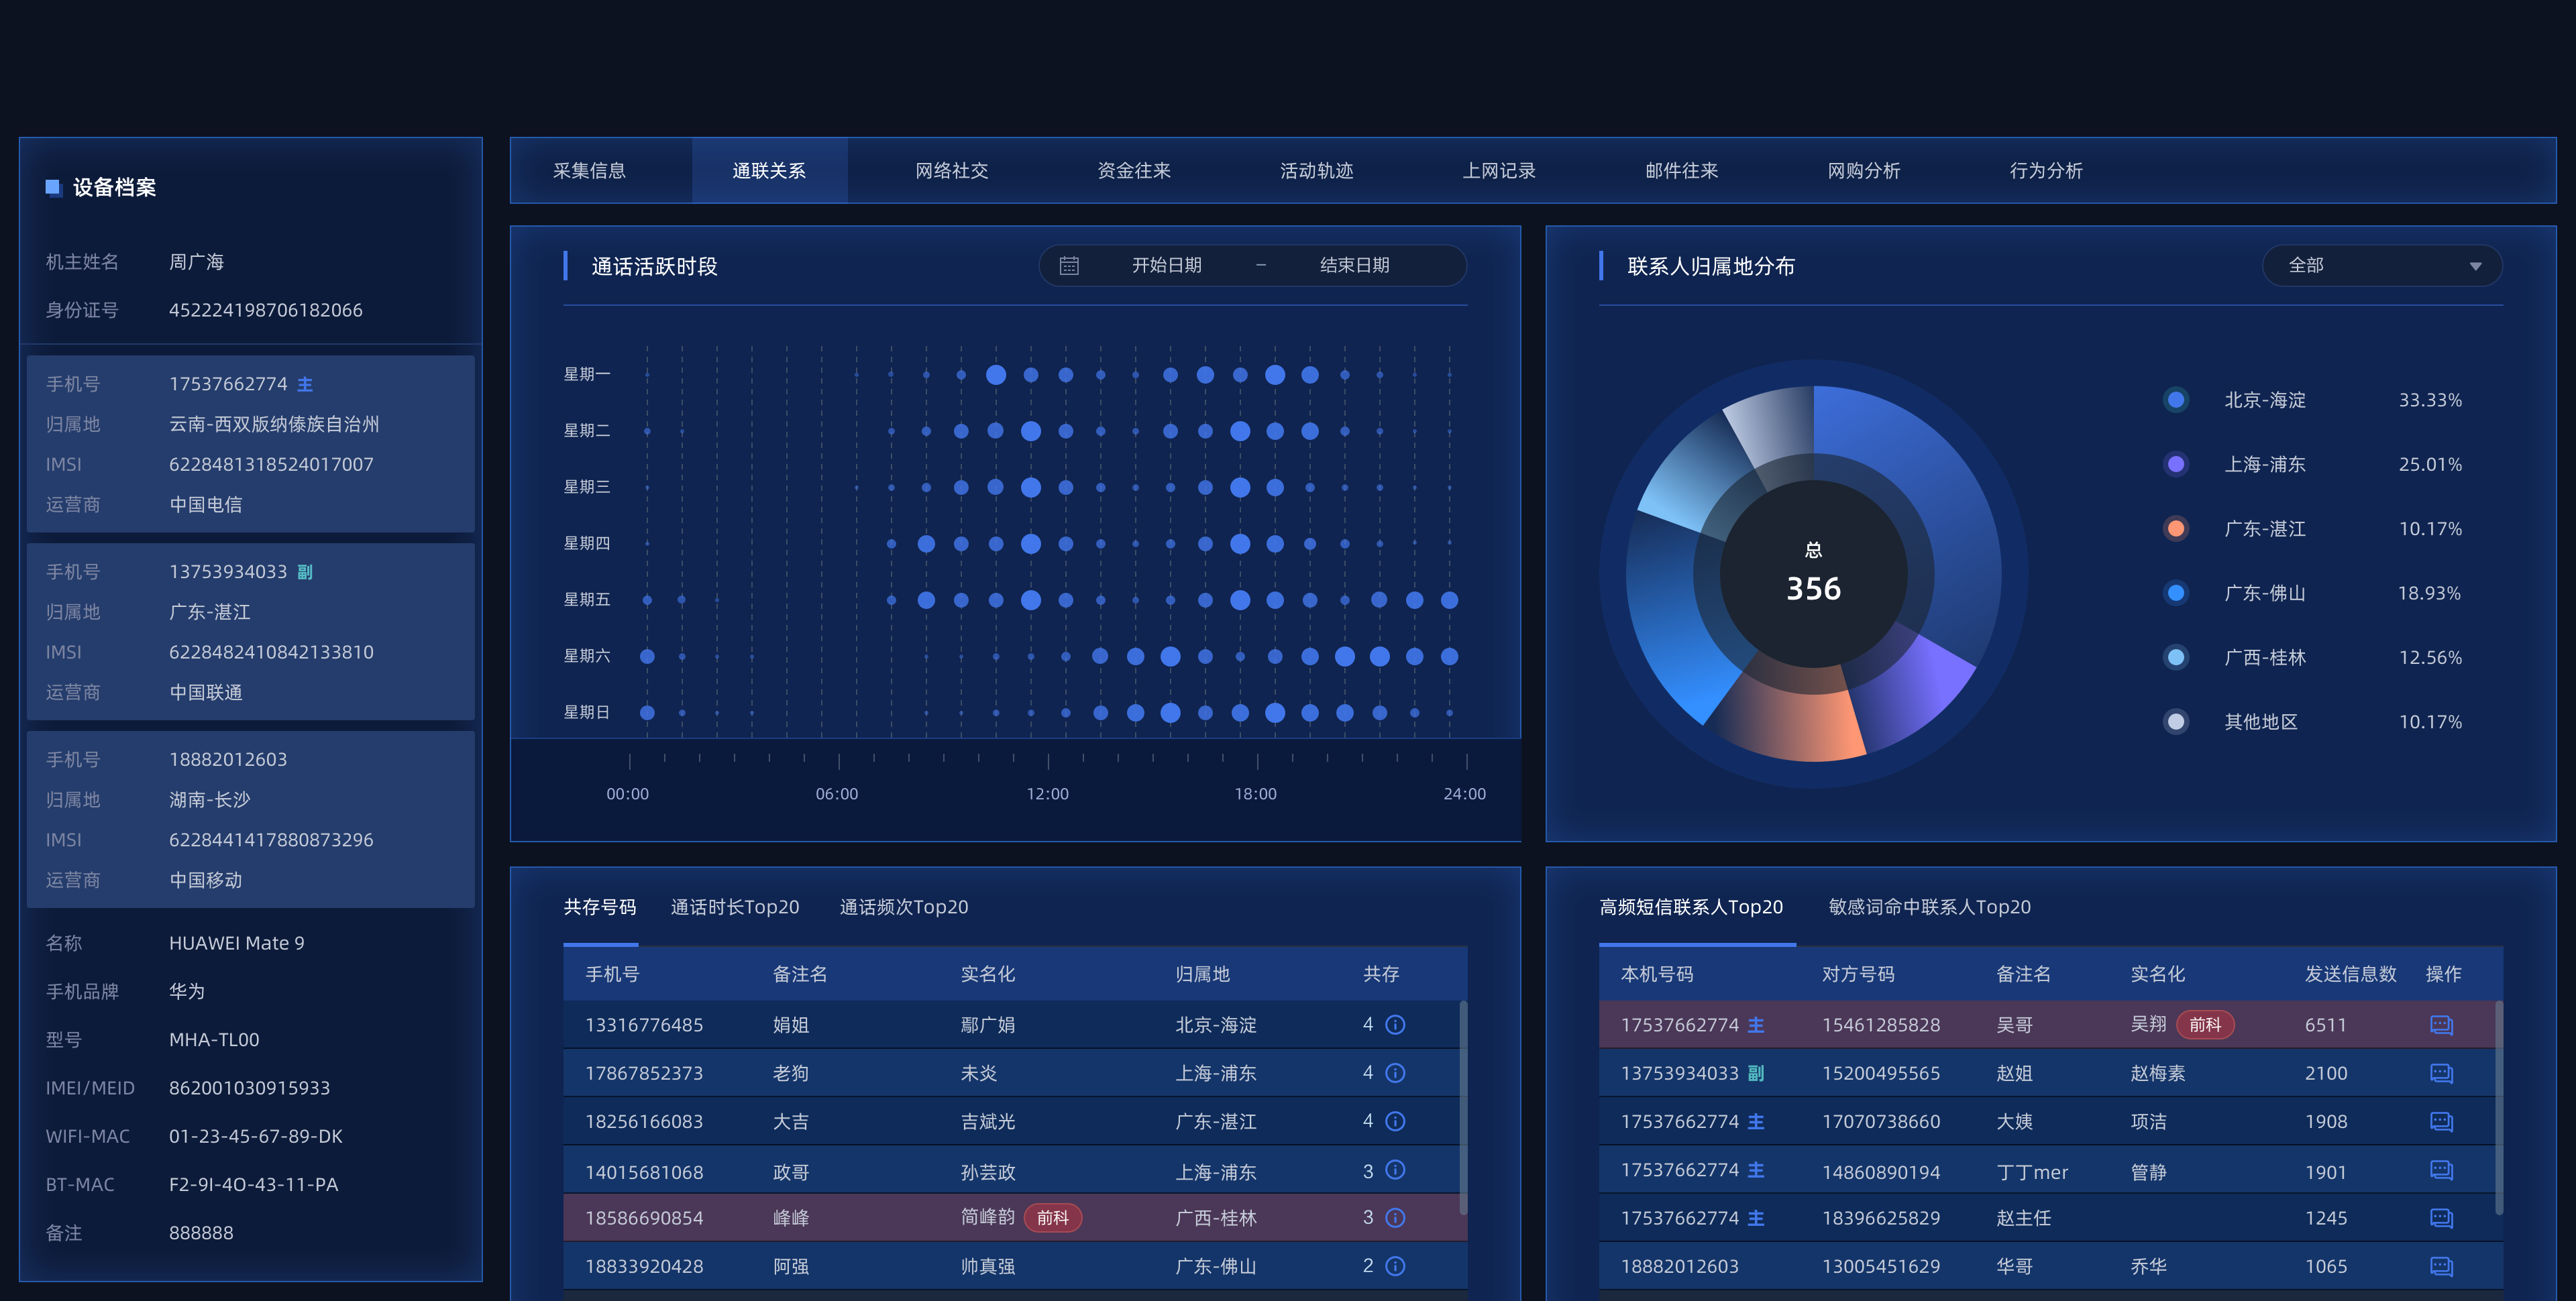 设备档案
机主姓名 周广海
身份证号 452224198706182066
手机号 17537662774 主
归属地 云南-西双版纳傣族自治州
IMSI 6228481318524017007
运营商 中国电信
手机号 13753934033 副
归属地 广东-湛江
IMSI 6228482410842133810
运营商 中国联通
手机号 18882012603
归属地 湖南-长沙
IMSI 6228441417880873296
运营商 中国移动
名称 HUAWEI Mate 9
手机品牌 华为
型号 MHA-TL00
IMEI/MEID 862001030915933
WIFI-MAC 01-23-45-67-89-DK
BT-MAC F2-9I-4O-43-11-PA
备注 888888
采集信息 通联关系 网络社交 资金往来 活动轨迹 上网记录 邮件往来 网购分析 行为分析
通话活跃时段 开始日期 – 结束日期
星期一
星期二
星期三
星期四
星期五
星期六
星期日
00:00 06:00 12:00 18:00 24:00
联系人归属地分布 全部
总
356
北京-海淀 33.33%
上海-浦东 25.01%
广东-湛江 10.17%
广东-佛山 18.93%
广西-桂林 12.56%
其他地区 10.17%
共存号码 通话时长Top20 通话频次Top20
手机号 备注名 实名化 归属地 共存
13316776485 娟姐 鄢广娟 北京-海淀 4
17867852373 老狗 未炎 上海-浦东 4
18256166083 大吉 吉斌光 广东-湛江 4
14015681068 政哥 孙芸政 上海-浦东 3
18586690854 峰峰 简峰韵 前科 广西-桂林 3
18833920428 阿强 帅真强 广东-佛山 2
高频短信联系人Top20 敏感词命中联系人Top20
本机号码 对方号码 备注名 实名化 发送信息数 操作
17537662774 主 15461285828 吴哥 吴翔 前科 6511
13753934033 副 15200495565 赵姐 赵梅素 2100
17537662774 主 17070738660 大姨 项洁 1908
17537662774 主 14860890194 丁丁mer 管静 1901
17537662774 主 18396625829 赵主任 1245
18882012603 13005451629 华哥 乔华 1065